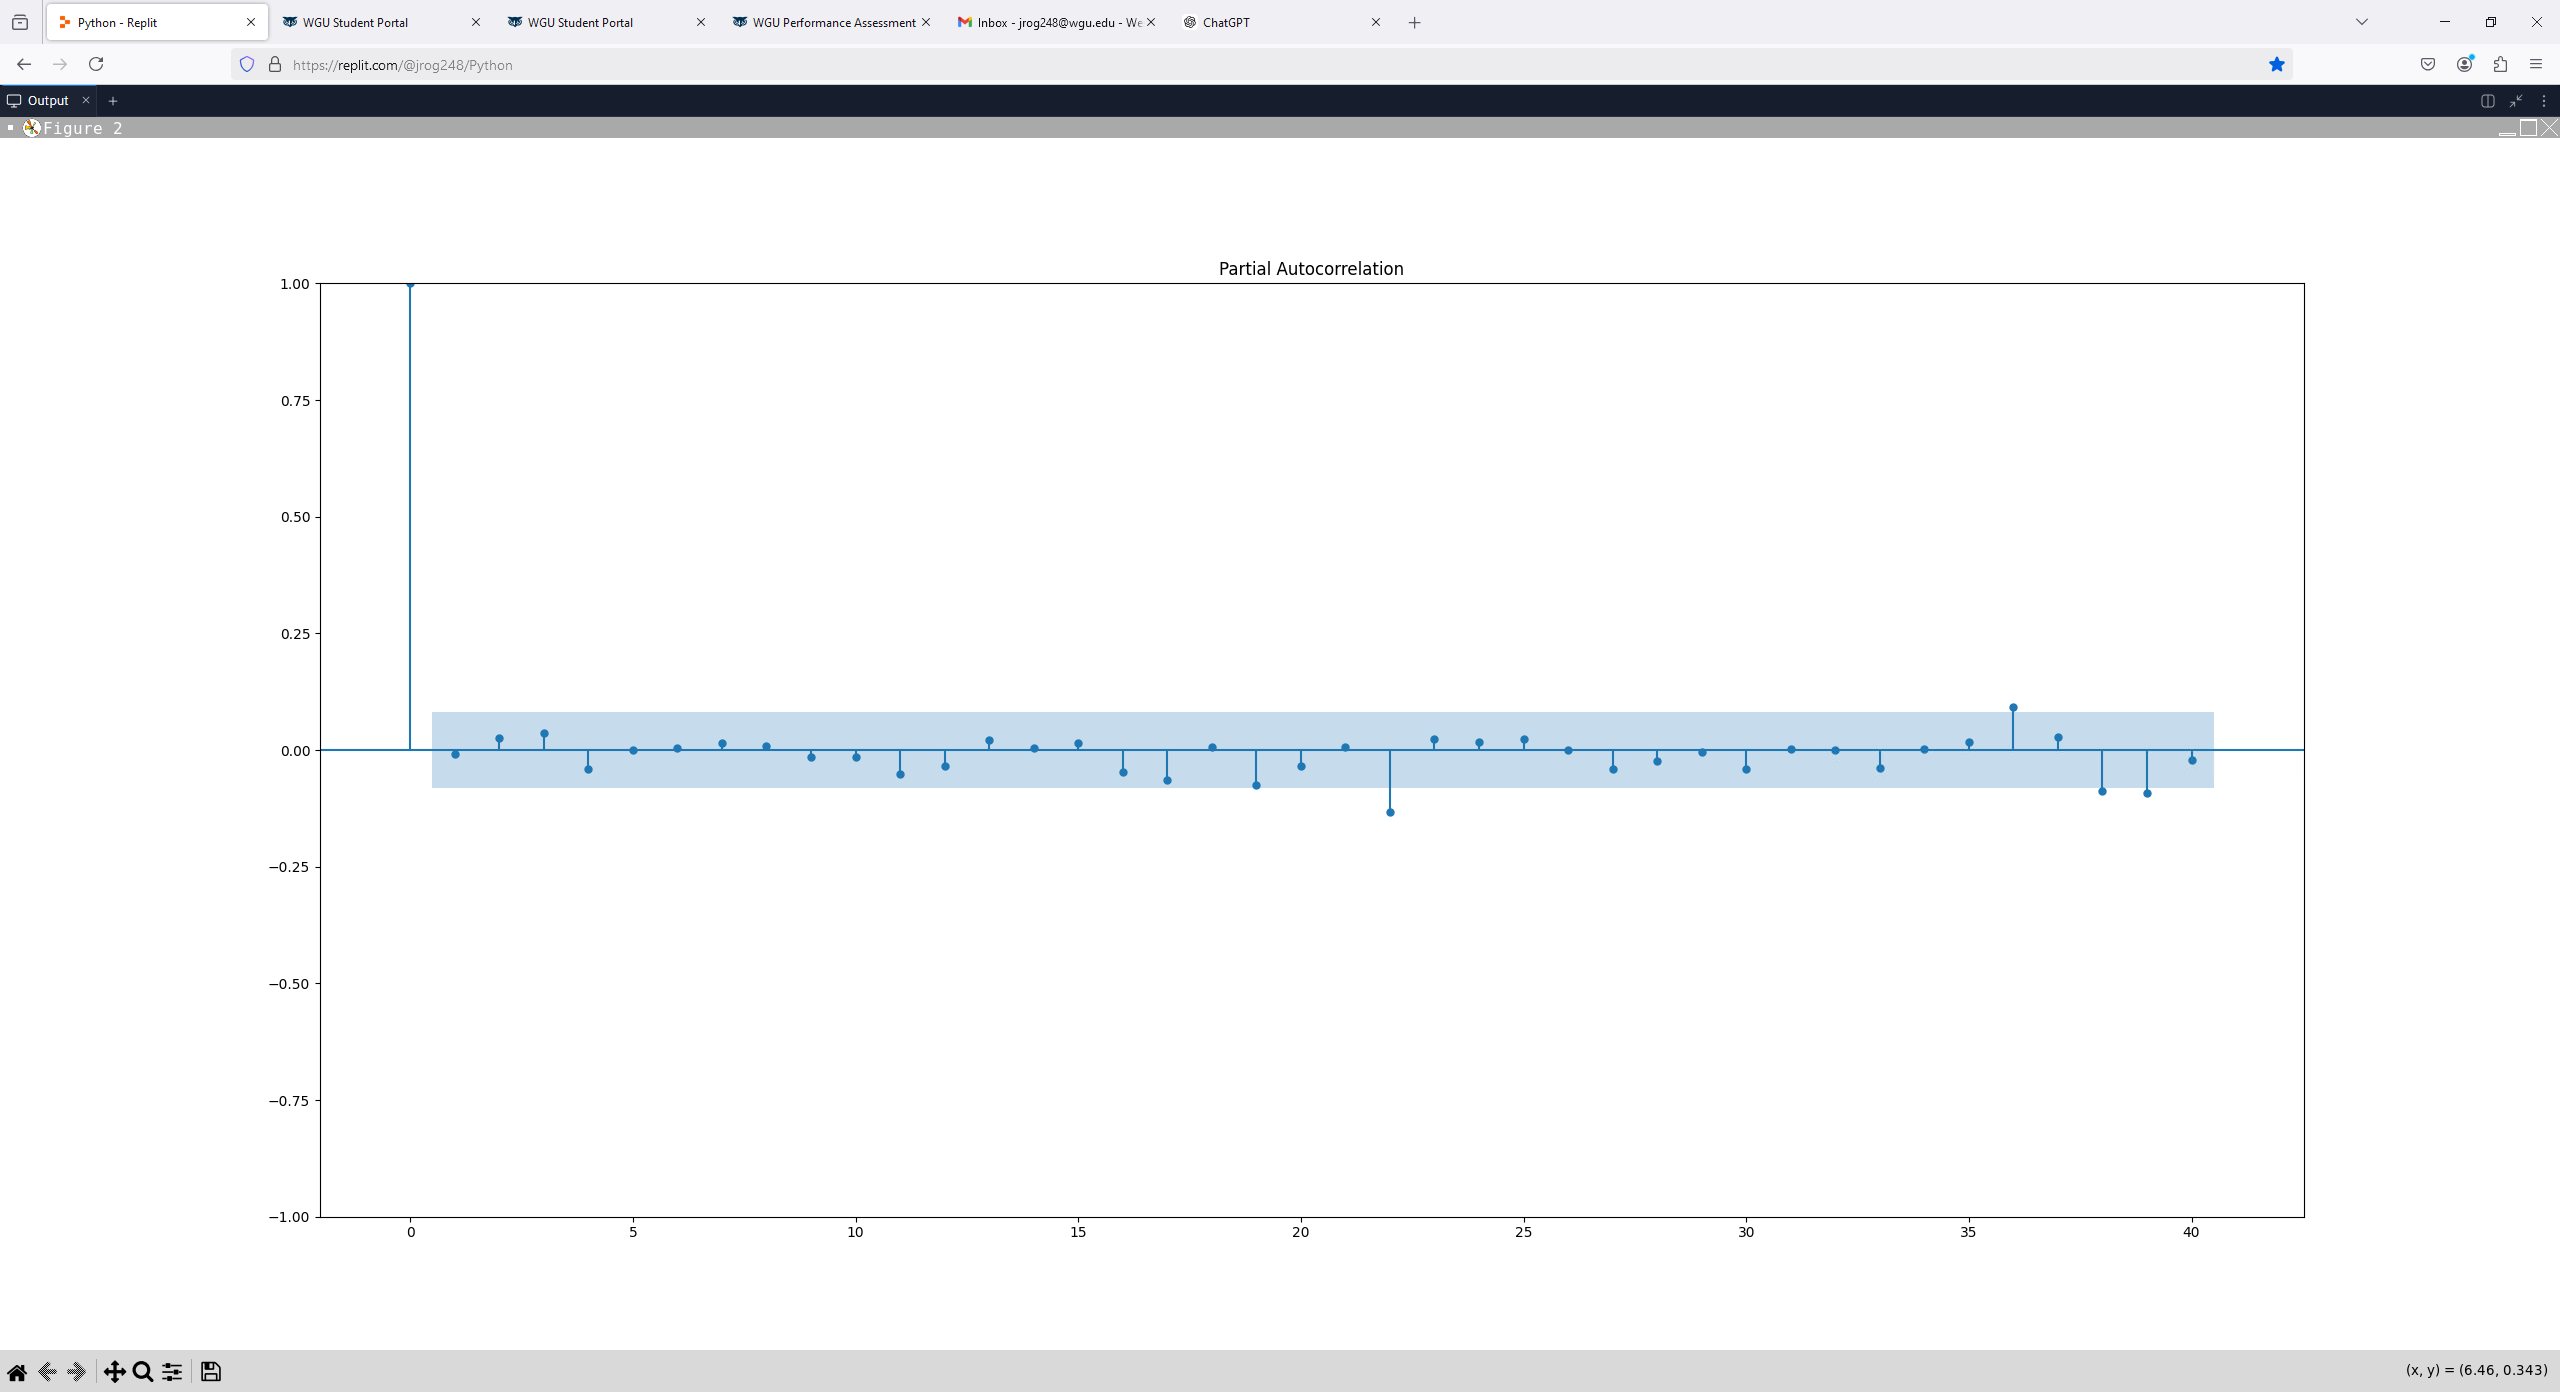 Python - Replit
WGU Student Portal
WGU Student Portal
WGU Performance Assessment
Inbox - jrog248@wgu.edu - We
ChatGPT
https://replit.com/@jrog248/Python
Output
Figure 2
Partial Autocorrelation
1.00
0.75
0.50
0.25
0.00
−0.25
−0.50
−0.75
−1.00
0 5 10 15 20 25 30 35 40
(x, y) = (6.46, 0.343)